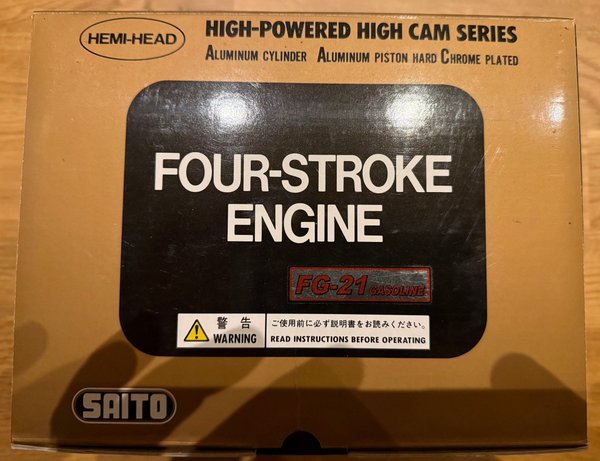 HEMI-HEAD
HIGH-POWERED HIGH CAM SERIES
ALUMINUM CYLINDER ALUMINUM PISTON HARD CHROME PLATED
FOUR-STROKE
ENGINE
FG-21 GASOLINE
警告
WARNING
ご使用前に必ず説明書をお読みください。
READ INSTRUCTIONS BEFORE OPERATING
SAITO